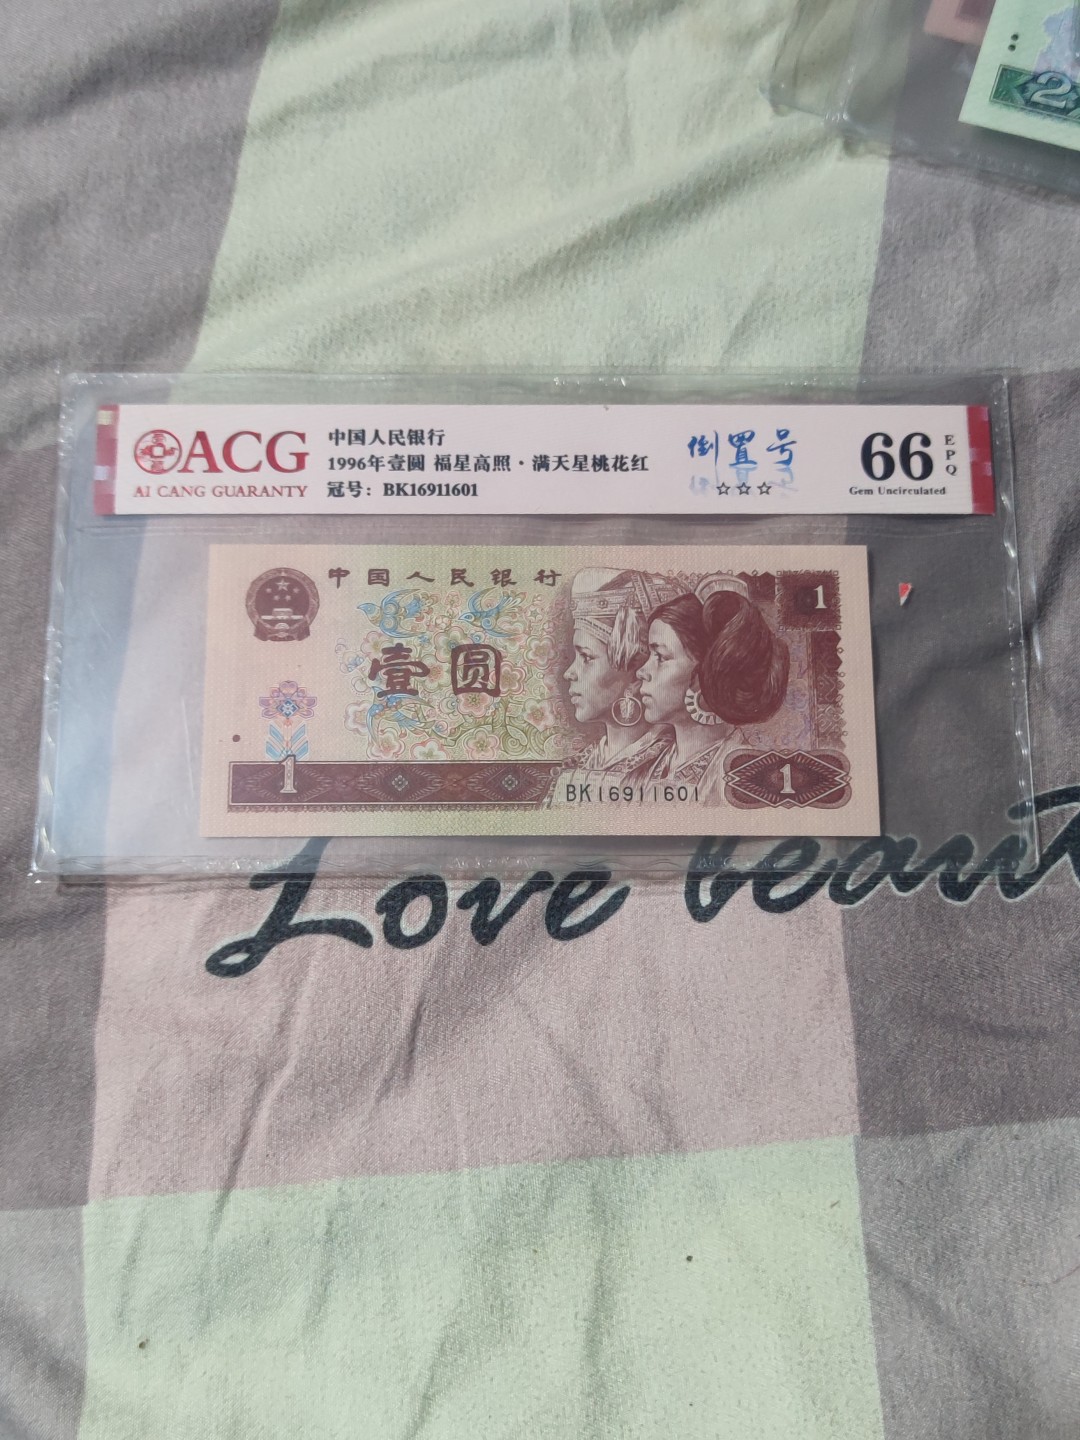 2
ACG
AI CANG GUARANTY
中国人民银行
1996年壹圆 福星高照·满天星桃花红
冠号：BK16911601
倒置号
☆☆☆
66
EPQ
Gem Uncirculated
中国人民银行
1
壹圆
1
BK16911601
1
Love beaut